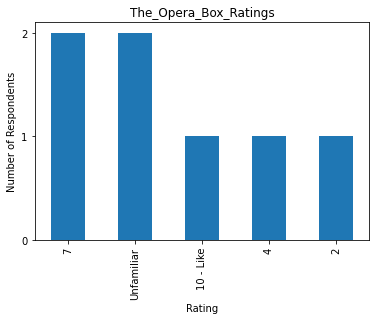 The_Opera_Box_Ratings
Number of Respondents
2
1
0
7
Unfamiliar
10 - Like
4
2
Rating